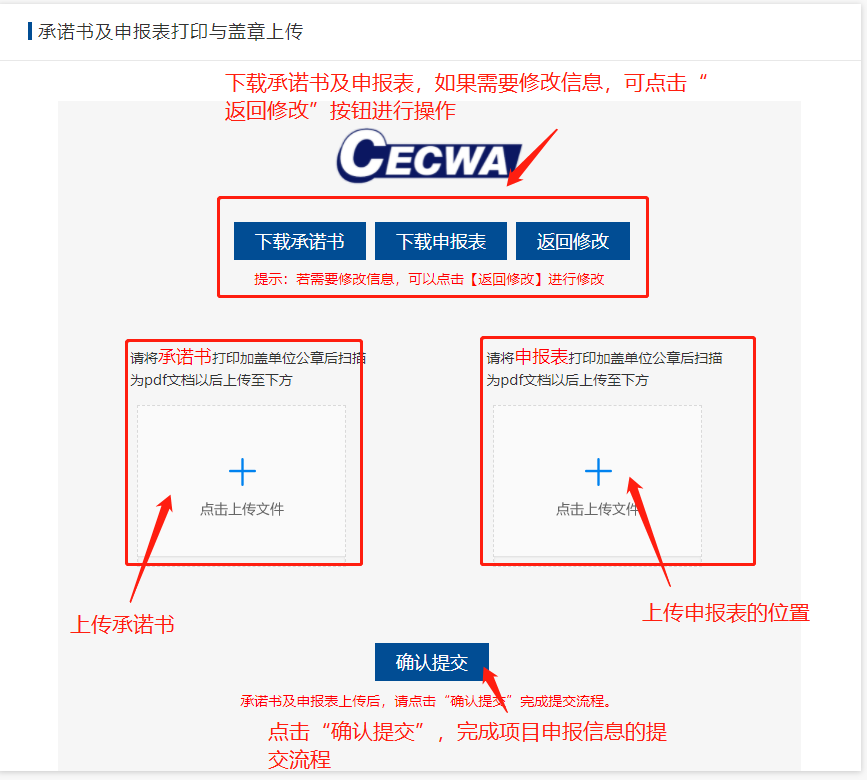 承诺书及申报表打印与盖章上传
下载承诺书及申报表，如果需要修改信息，可点击“
返回修改”按钮进行操作
CECWA
下载承诺书
下载申报表
返回修改
提示：若需要修改信息，可以点击【返回修改】进行修改
请将承诺书打印加盖单位公章后扫描
为pdf文档以后上传至下方
点击上传文件
上传承诺书
请将申报表打印加盖单位公章后扫描
为pdf文档以后上传至下方
点击上传文件
上传申报表的位置
确认提交
承诺书及申报表上传后，请点击“确认提交”完成提交流程。
点击“确认提交”，完成项目申报信息的提
交流程